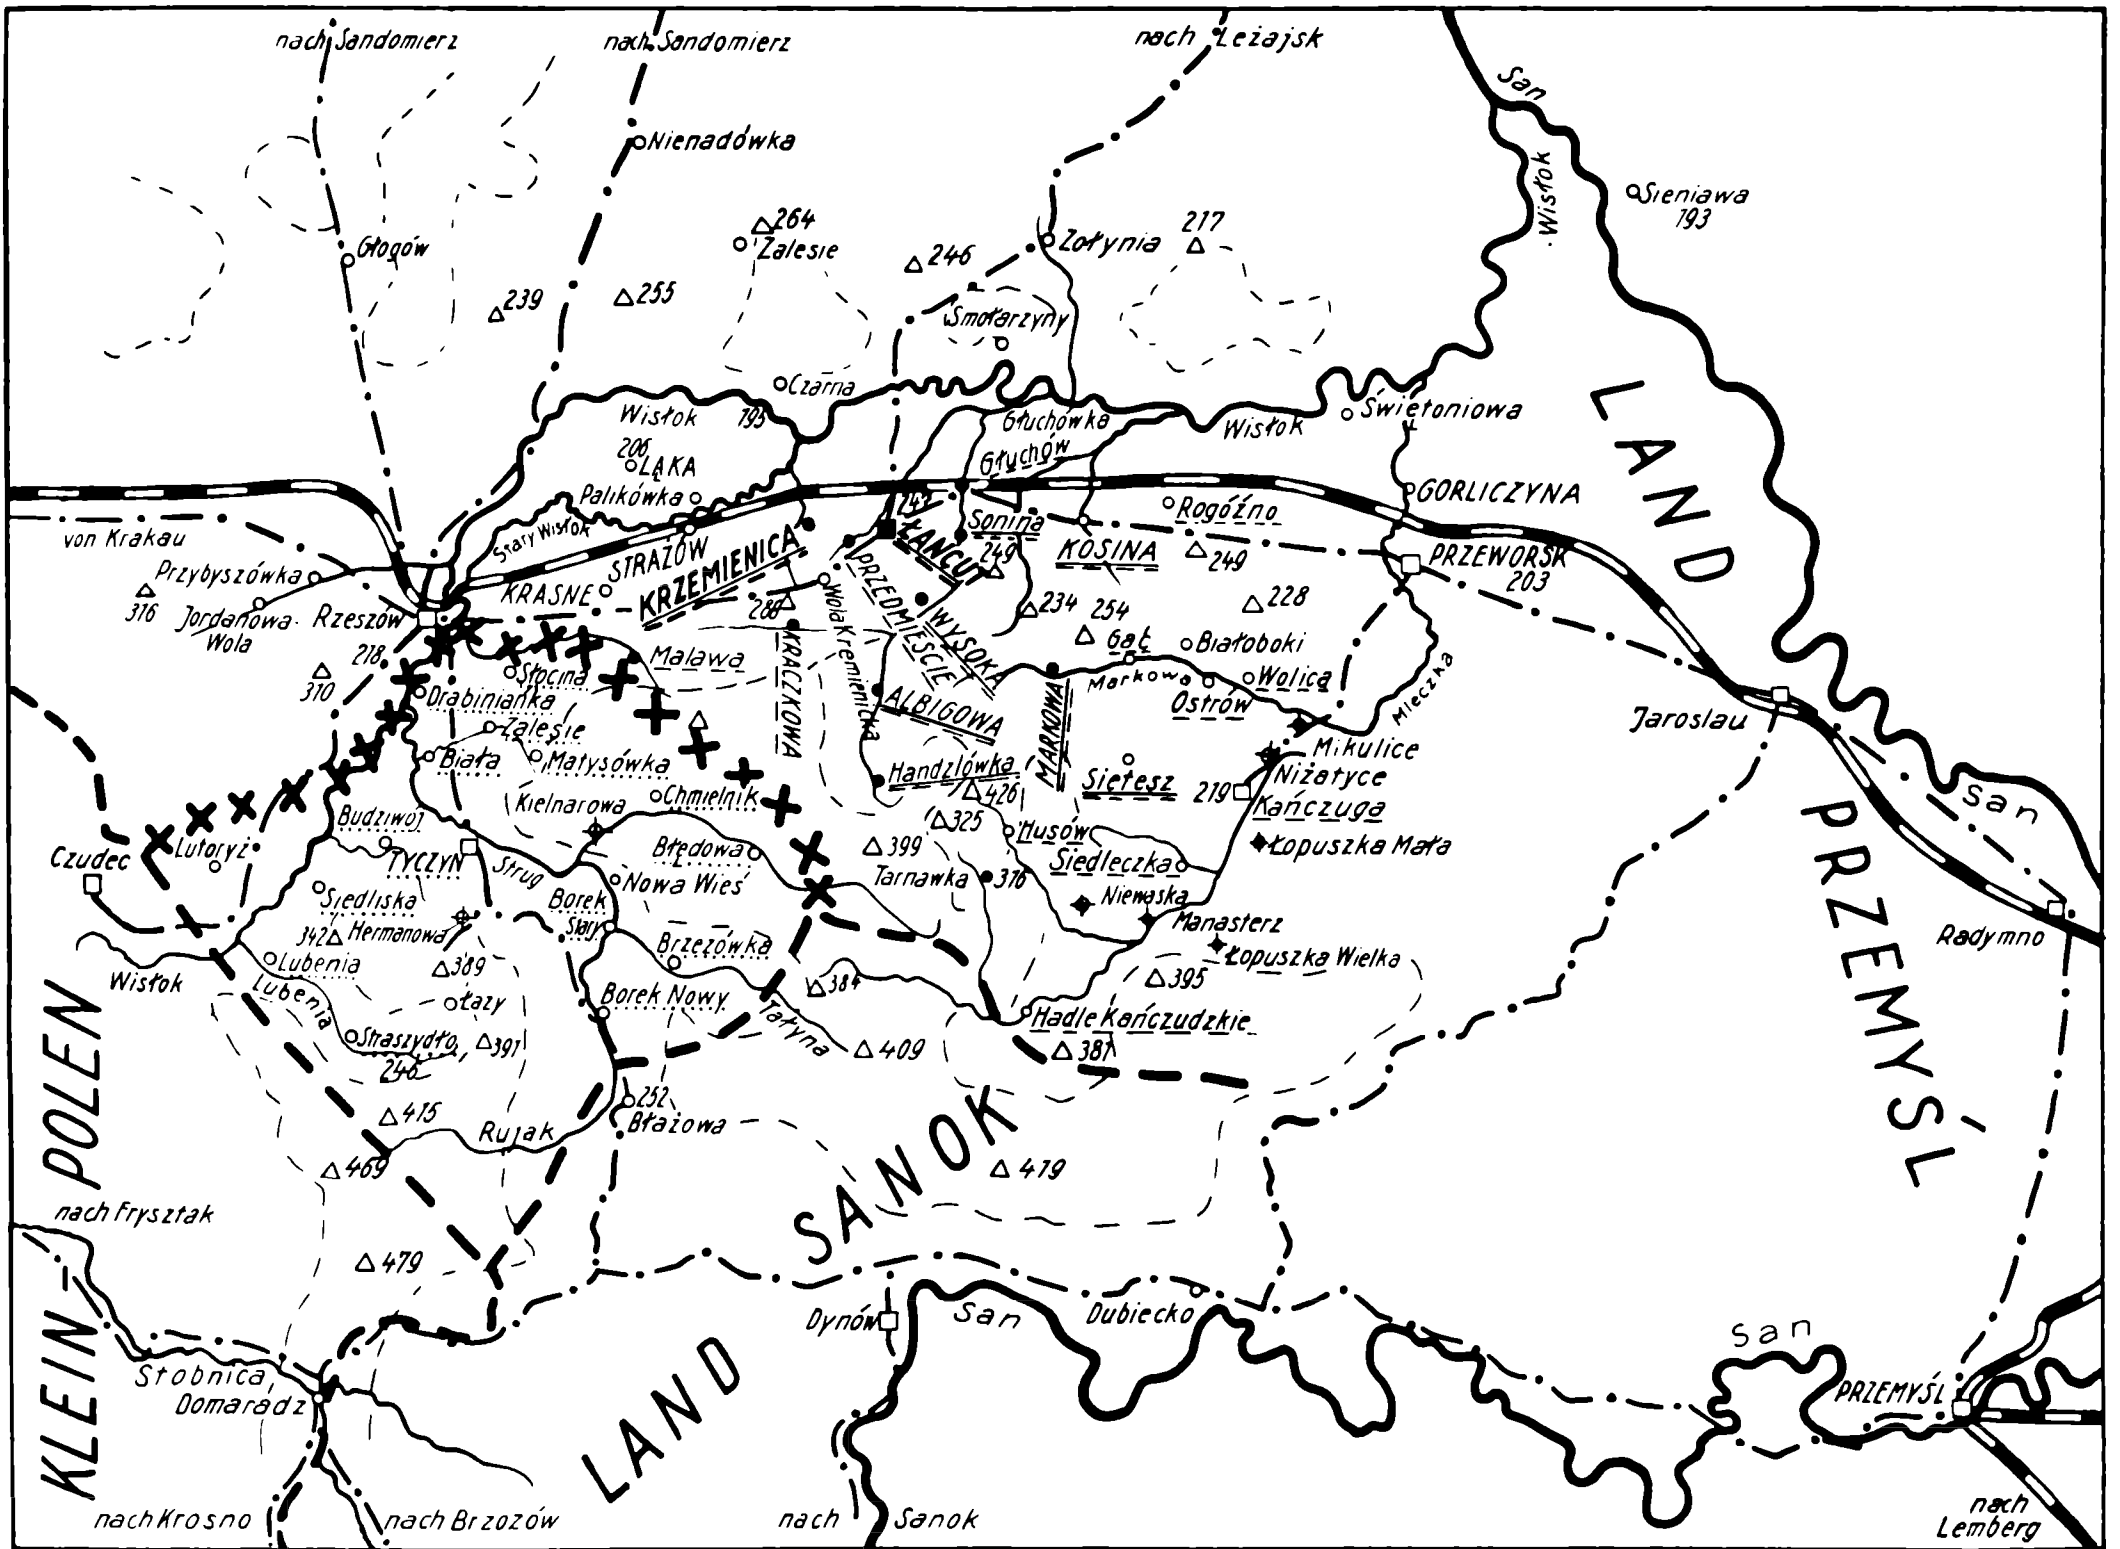 nach Sandomierz
nach Sandomierz
nach Leżajsk
San
Nienadówka
Wisłok
Sieniawa
193
Głogów
264
Zalesie
246
Żołynia
217
239
255
Smolarzyny
Czarna
Wisłok
195
Głuchówka
Głuchów
Wisłok
Świętoniowa
206
ŁĄKA
Palikówka
GORLICZYNA
von Krakau
Stary Wisłok
STRAŻÓW
KRZEMIENICA
ŁAŃCUT
Sonina
249
Rogóźno
KOSINA
249
PRZEWORSK
203
Przybyszówka
316
Jordanowa-
Wola
Rzeszów
KRASNE
288
Wola Kremienicka
PRZEDMIEŚCIE
WYSOKA
234
254
228
Gąć
Białoboki
218
310
Słocina
Malawa
KRACZKOWA
Markowa
Wolica
Ostrów
Mleczka
Drabinianka
Zalesie
ALBIGOWA
MARKOWA
Jaroslau
Biała
Matysówka
Handzlówka
426
Sietesz
Mikulice
Niżatyce
219
Kańczuga
Kielnarowa
Chmielnik
San
Budziwój
325
Husów
Łopuszka Mała
Czudec
Lutoryż
TYCZYN
Strug
Błędowa
399
Siedleczka
Tarnawka
316
Nowa Wieś
Siedliska
Borek
Stary
Niewaska
Manasterz
342
Hermanowa
Brzezówka
Łopuszka Wielka
Radymno
Wisłok
Lubenia
389
384
395
Lubenia
Łazy
Borek Nowy
Tatyna
Hadle Kańczudzkie
Straszydło
246
391
409
381
252
Błażowa
415
Rujak
469
419
nach Frysztak
479
Dynów
San
Dubiecko
San
Stobnica
Domaradz
PRZEMYŚL
nach Krosno
nach Brzozów
nach Sanok
nach
Lemberg
KLEIN-POLEN
LAND SANOK
LAND PRZEMYŚL